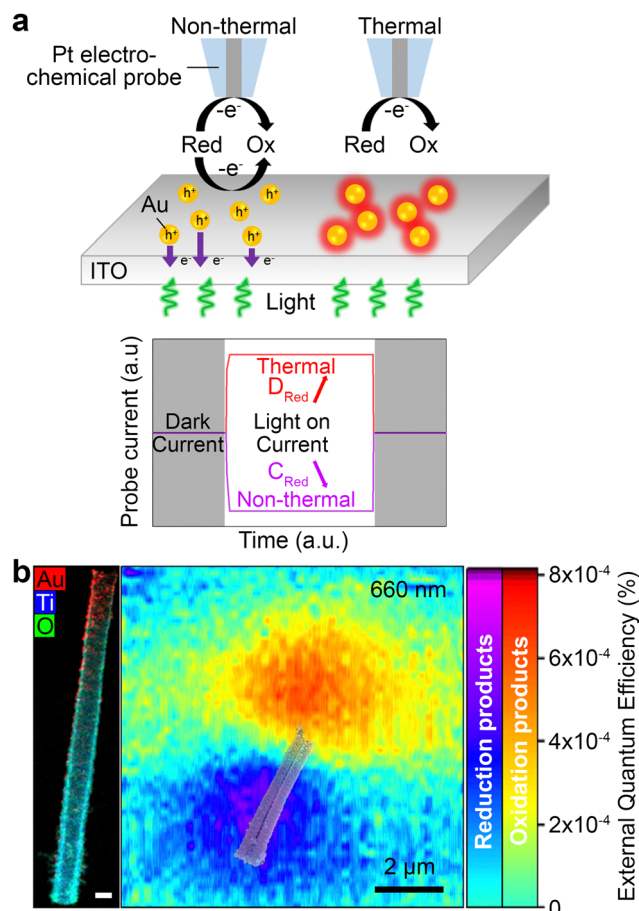 a
Non-thermal
Thermal
Pt electro-
chemical probe
-e⁻
-e⁻
Red
Ox
Red
Ox
-e⁻
h⁺
h⁺
h⁺
h⁺
h⁺
h⁺
Au
e⁻
e⁻
e⁻
ITO
Light
Probe current (a.u)
Thermal
D_Red
Dark
Current
Light on
Current
C_Red
Non-thermal
Time (a.u.)
b
Au
Ti
O
660 nm
2 µm
Reduction products
Oxidation products
8x10⁻⁴
6x10⁻⁴
4x10⁻⁴
2x10⁻⁴
0
External Quantum Efficiency (%)